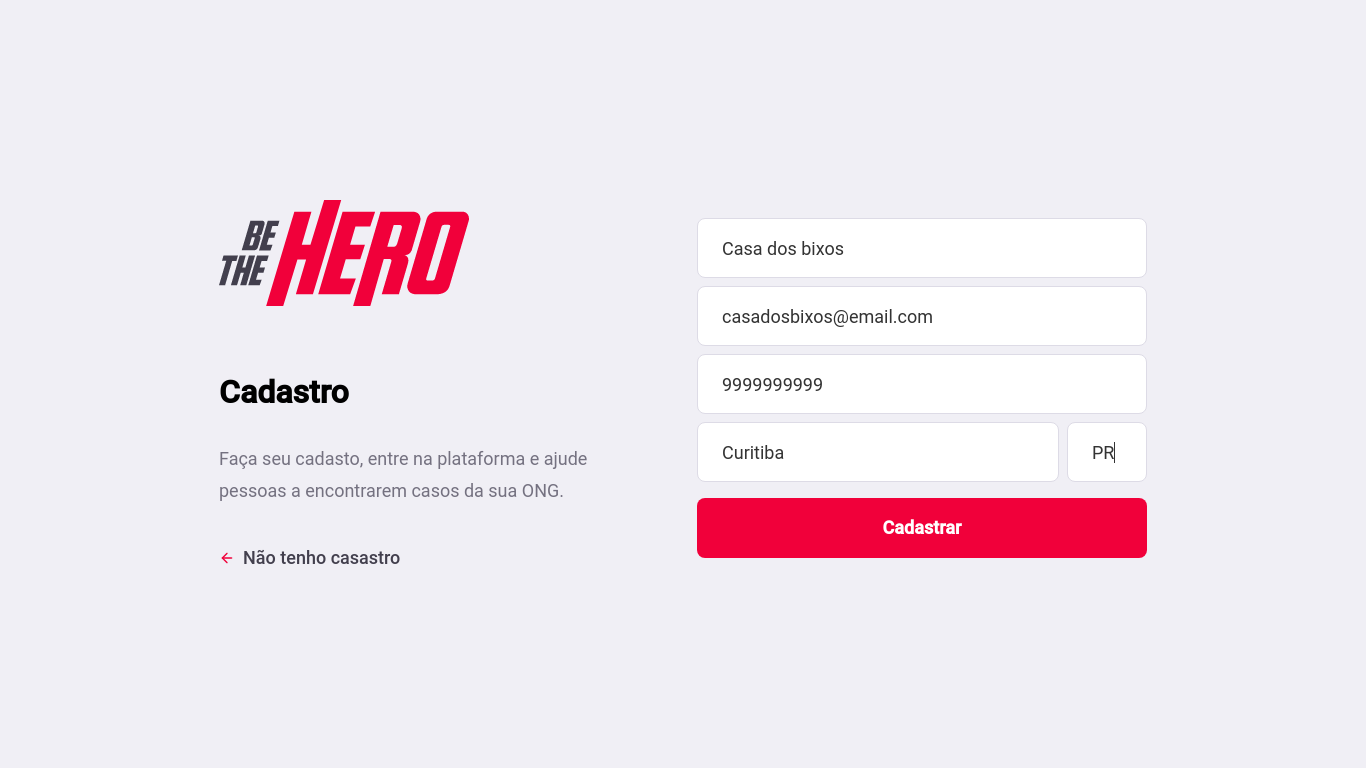 BE
THE
HERO
Cadastro
Faça seu cadasto, entre na plataforma e ajude
pessoas a encontrarem casos da sua ONG.
Não tenho casastro
Casa dos bixos
casadosbixos@email.com
9999999999
Curitiba
PR
Cadastrar